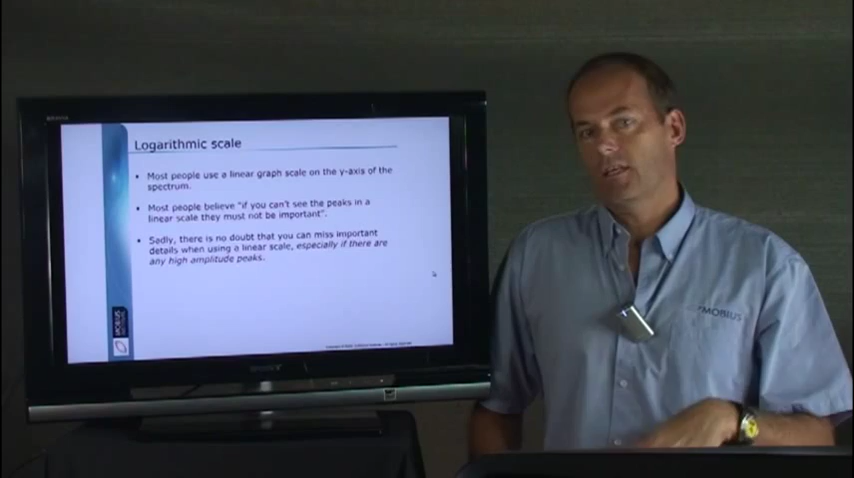 Logarithmic scale
• Most people use a linear graph scale on the y-axis of the
spectrum.
• Most people believe "if you can't see the peaks in a
linear scale they must not be important".
• Sadly, there is no doubt that you can miss important
details when using a linear scale, especially if there are
any high amplitude peaks.
MOBIUS
SONY
MOBIUS